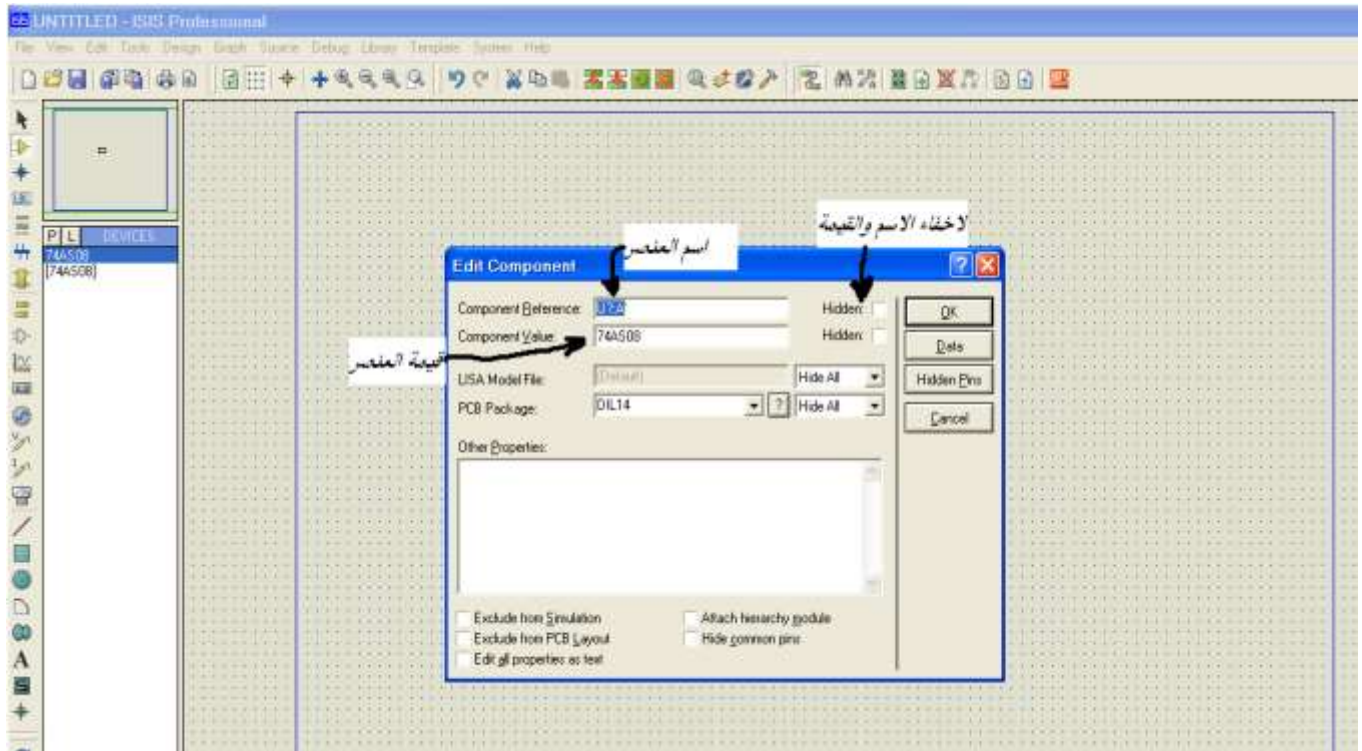 UNTITLED - ISIS Professional
File View Edit Tools Design Graph Source Debug Library Template System Help
P L DEVICES
74AS08
[74AS08]
لاخفاء الاسم والقيمة
اسم العنصر
قيمة العنصر
Edit Component
Component Reference: Hidden:
Component Value: 74AS08 Hidden:
LISA Model File: (Default) Hide All
PCB Package: DIL14 ? Hide All
Other Properties:
OK
Data
Hidden Pins
Cancel
Exclude from Simulation Attach hierarchy module
Exclude from PCB Layout Hide common pins
Edit all properties as text